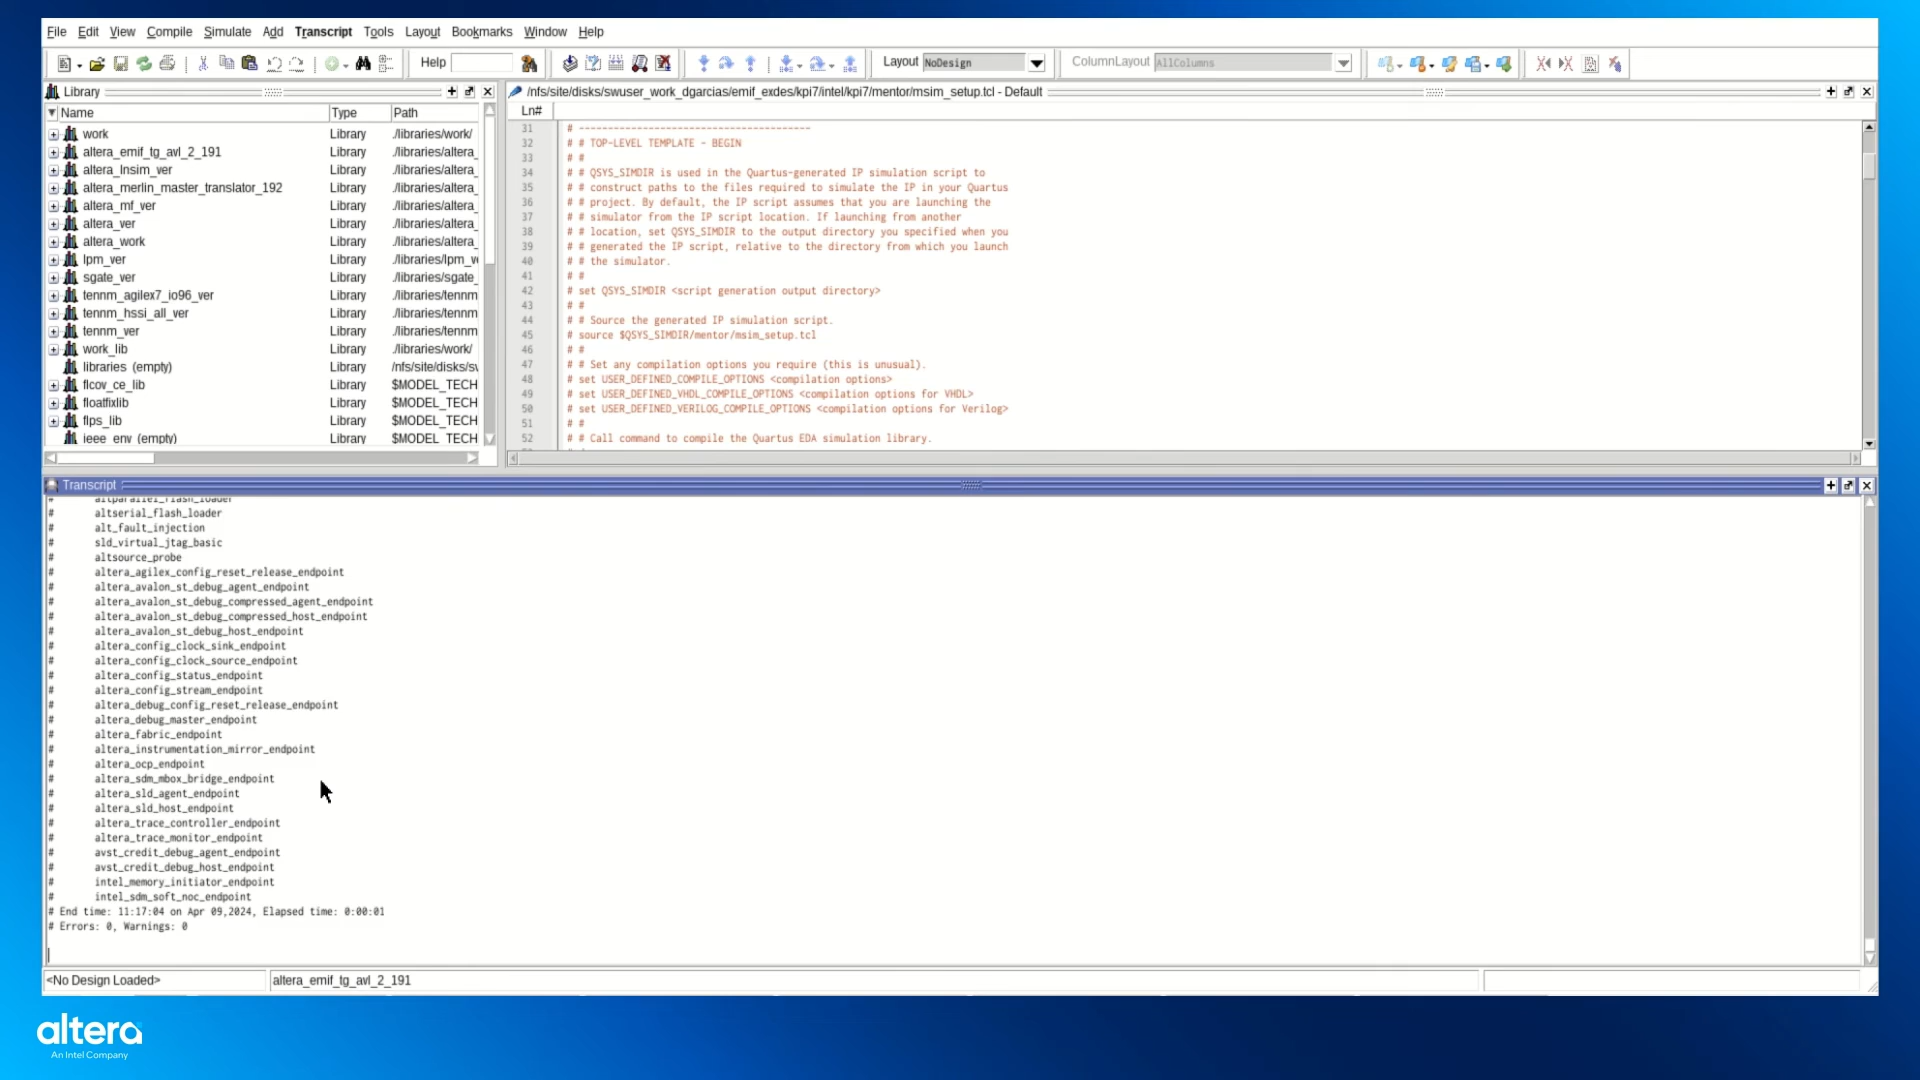 File Edit View Compile Simulate Add Transcript Tools Layout Bookmarks Window Help
Help
Layout NoDesign
ColumnLayout AllColumns
Library
Name Type Path
work Library ./libraries/work/
altera_emif_tg_avl_2_191 Library ./libraries/altera_
altera_lnsim_ver Library ./libraries/altera_
altera_merlin_master_translator_192 Library ./libraries/altera_
altera_mf_ver Library ./libraries/altera_
altera_ver Library ./libraries/altera_
altera_work Library ./libraries/altera_
lpm_ver Library ./libraries/lpm_v
sgate_ver Library ./libraries/sgate_
tennm_agilex7_io96_ver Library ./libraries/tennm
tennm_hssi_all_ver Library ./libraries/tennm
tennm_ver Library ./libraries/tennm
work_lib Library ./libraries/work/
libraries (empty) Library /nfs/site/disks/sv
flcov_ce_lib Library $MODEL_TECH
floatfixlib Library $MODEL_TECH
flps_lib Library $MODEL_TECH
ieee_env (empty) Library $MODEL_TECH
/nfs/site/disks/swuser_work_dgarcias/emif_exdes/kpi7/intel/kpi7/mentor/msim_setup.tcl - Default
Ln#
31 # ----------------------------------------
32 # # TOP-LEVEL TEMPLATE - BEGIN
33 # #
34 # # QSYS_SIMDIR is used in the Quartus-generated IP simulation script to
35 # # construct paths to the files required to simulate the IP in your Quartus
36 # # project. By default, the IP script assumes that you are launching the
37 # # simulator from the IP script location. If launching from another
38 # # location, set QSYS_SIMDIR to the output directory you specified when you
39 # # generated the IP script, relative to the directory from which you launch
40 # # the simulator.
41 # #
42 # set QSYS_SIMDIR <script generation output directory>
43 # #
44 # # Source the generated IP simulation script.
45 # source $QSYS_SIMDIR/mentor/msim_setup.tcl
46 # #
47 # # Set any compilation options you require (this is unusual).
48 # set USER_DEFINED_COMPILE_OPTIONS <compilation options>
49 # set USER_DEFINED_VHDL_COMPILE_OPTIONS <compilation options for VHDL>
50 # set USER_DEFINED_VERILOG_COMPILE_OPTIONS <compilation options for Verilog>
51 # #
52 # # Call command to compile the Quartus EDA simulation library.
Transcript
# altparallel_flash_loader
# altserial_flash_loader
# alt_fault_injection
# sld_virtual_jtag_basic
# altsource_probe
# altera_agilex_config_reset_release_endpoint
# altera_avalon_st_debug_agent_endpoint
# altera_avalon_st_debug_compressed_agent_endpoint
# altera_avalon_st_debug_compressed_host_endpoint
# altera_avalon_st_debug_host_endpoint
# altera_config_clock_sink_endpoint
# altera_config_clock_source_endpoint
# altera_config_status_endpoint
# altera_config_stream_endpoint
# altera_debug_config_reset_release_endpoint
# altera_debug_master_endpoint
# altera_fabric_endpoint
# altera_instrumentation_mirror_endpoint
# altera_ocp_endpoint
# altera_sdm_mbox_bridge_endpoint
# altera_sld_agent_endpoint
# altera_sld_host_endpoint
# altera_trace_controller_endpoint
# altera_trace_monitor_endpoint
# avst_credit_debug_agent_endpoint
# avst_credit_debug_host_endpoint
# intel_memory_initiator_endpoint
# intel_sdm_soft_noc_endpoint
# End time: 11:17:04 on Apr 09,2024, Elapsed time: 0:00:01
# Errors: 0, Warnings: 0
<No Design Loaded> altera_emif_tg_avl_2_191
altera
An Intel Company